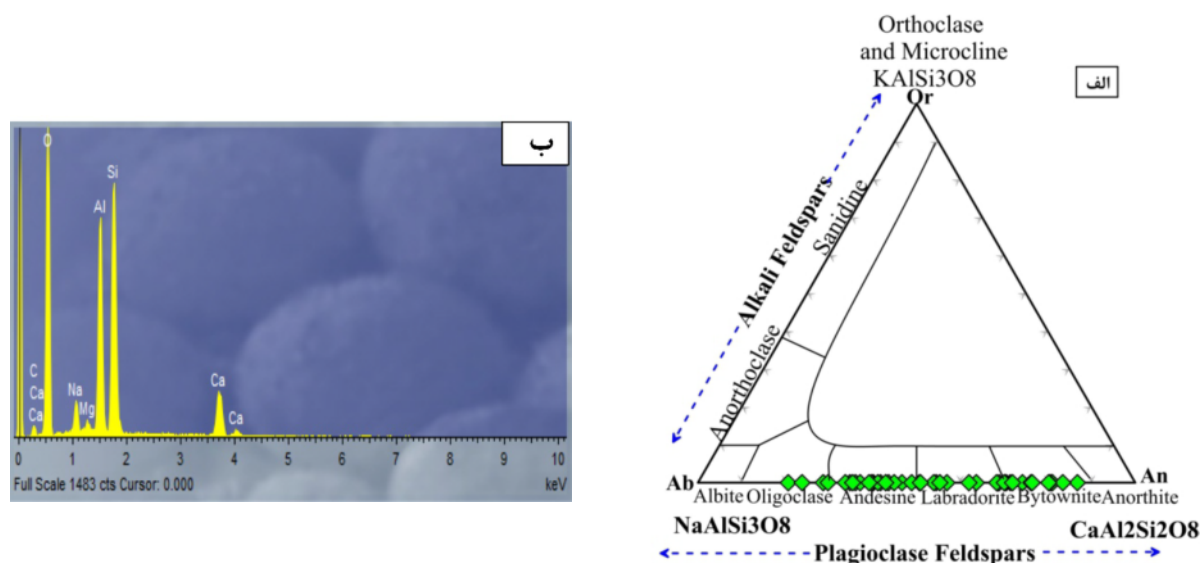 ب
O
Si
Al
C
Ca
Ca
Na
Mg
Ca
Ca
0 1 2 3 4 5 6 7 8 9 10
Full Scale 1483 cts Cursor: 0.000
keV
Orthoclase
and Microcline
KAlSi3O8
Or
الف
Alkali Feldspars
Sanidine
Anorthoclase
Ab
An
Albite Oligoclase Andesine Labradorite Bytownite Anorthite
NaAlSi3O8
CaAl2Si2O8
Plagioclase Feldspars